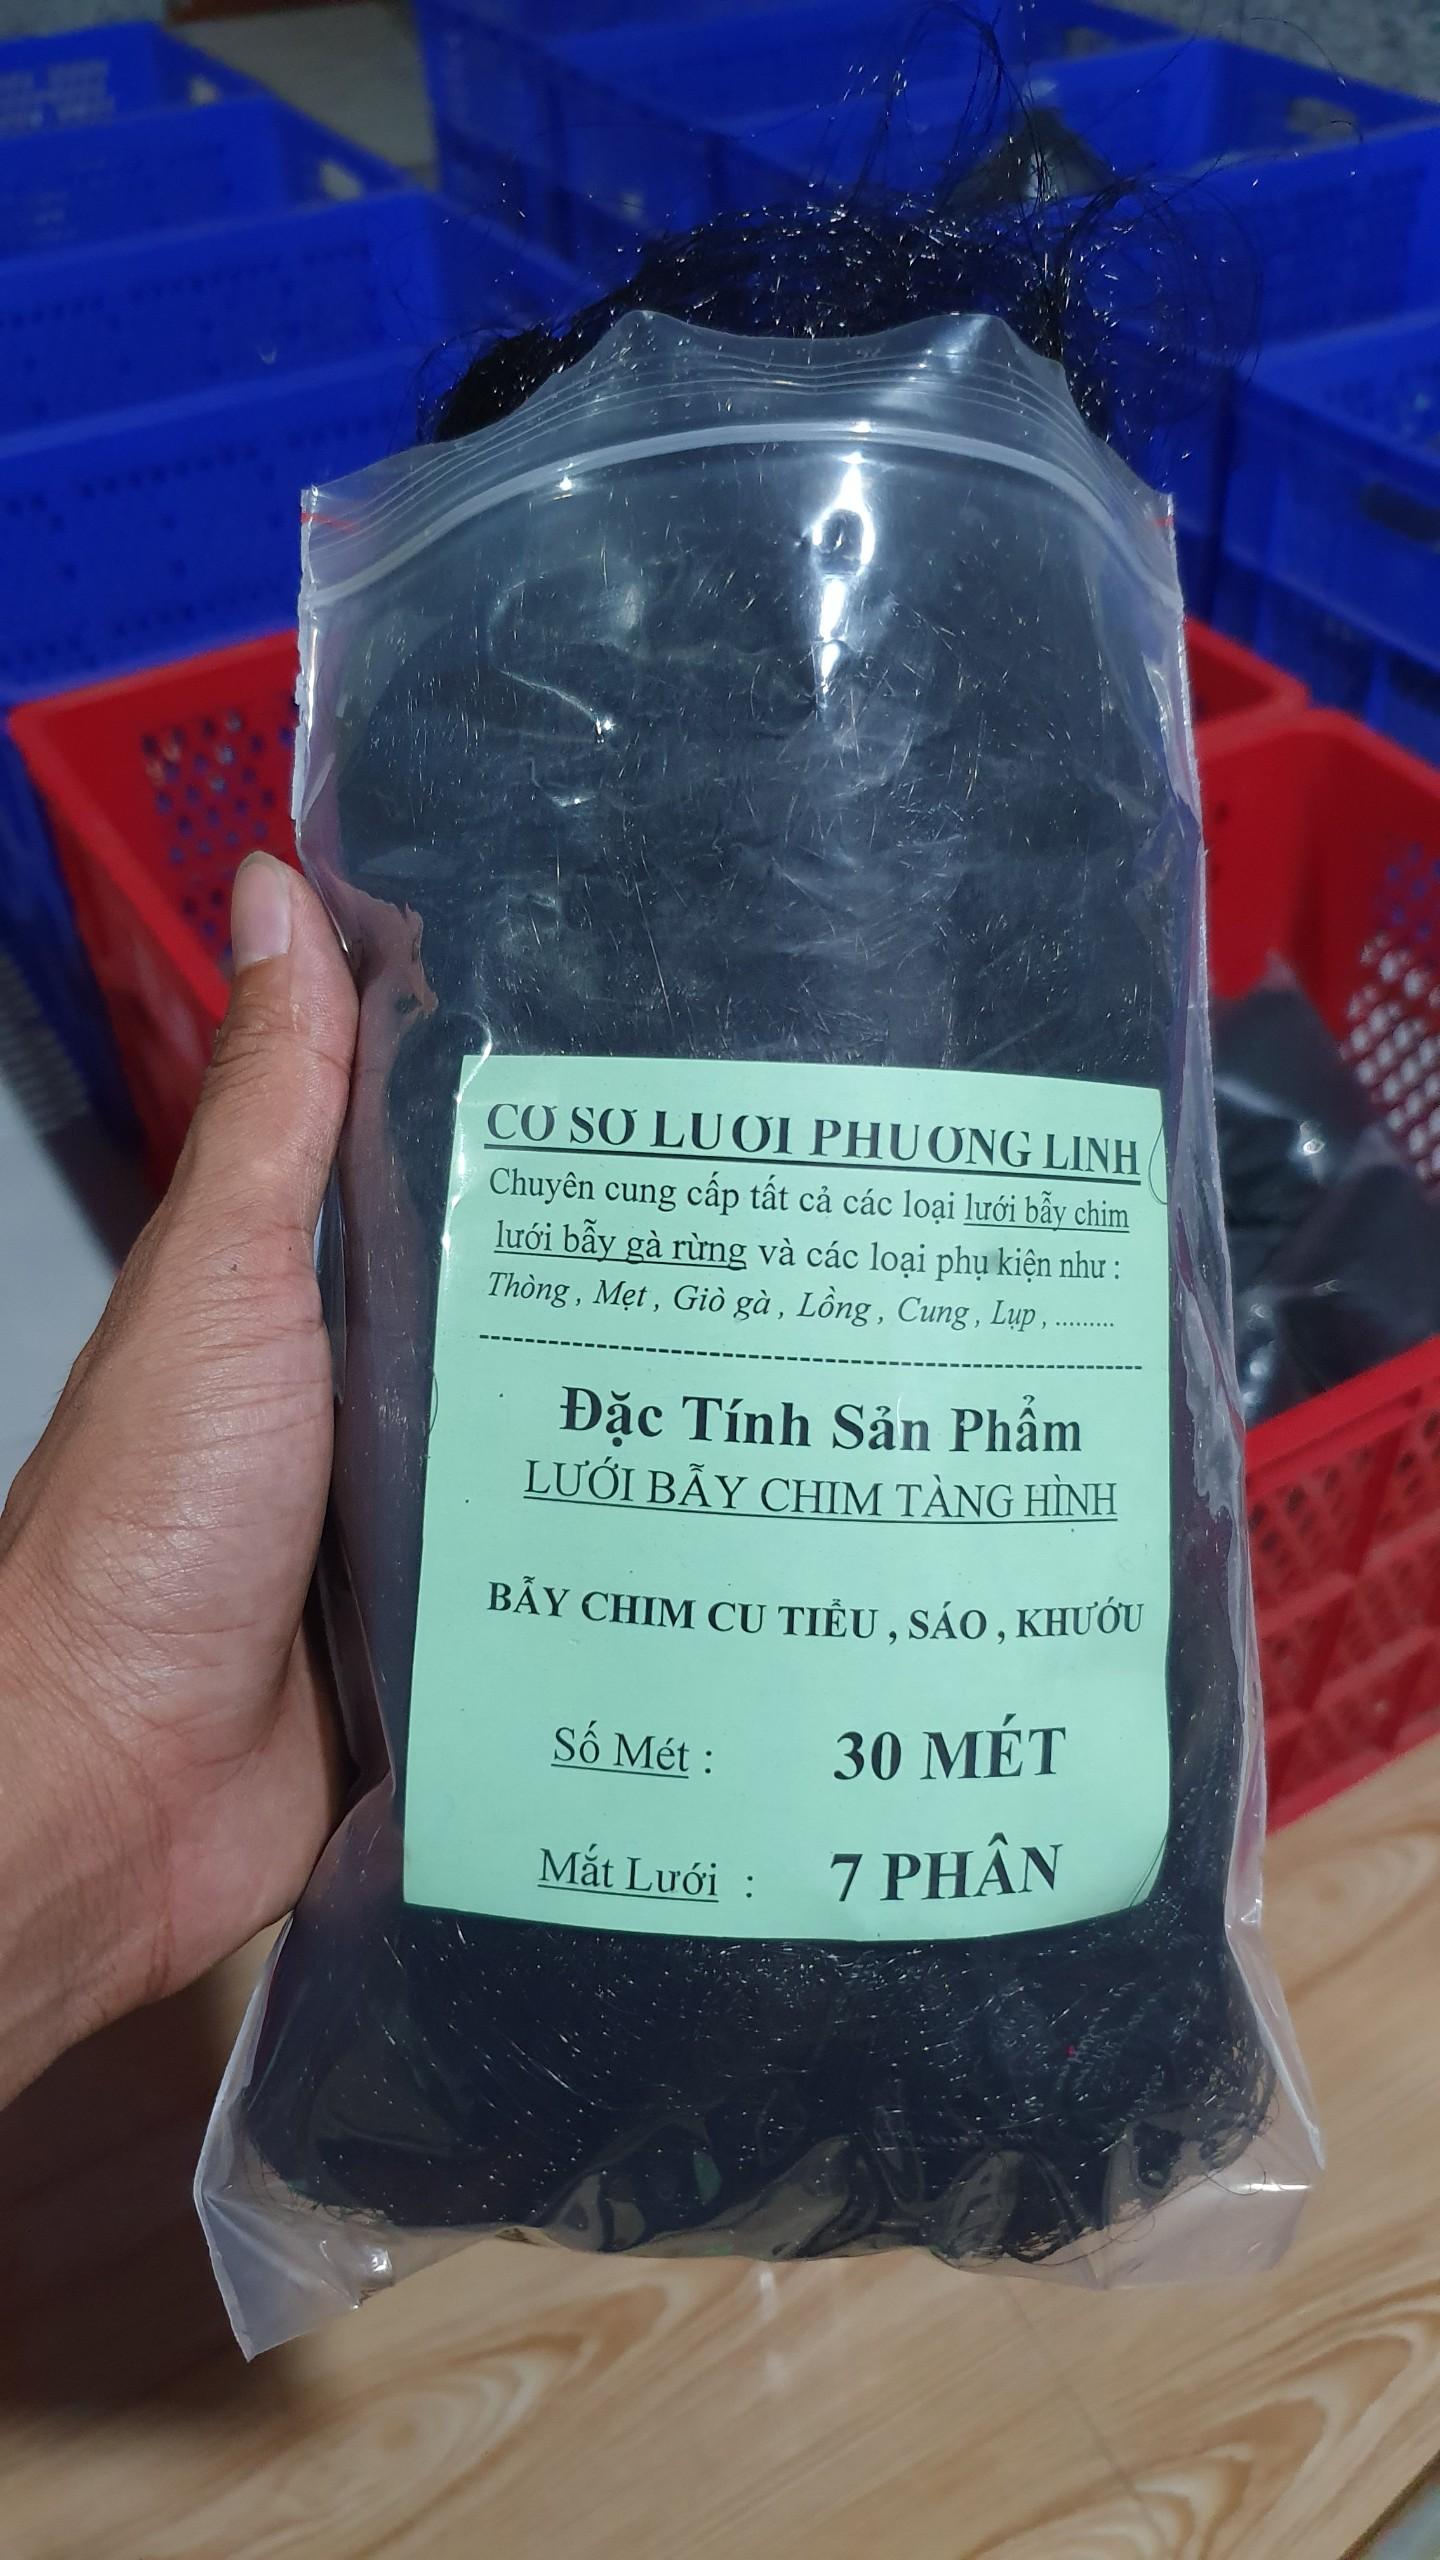 CƠ SƠ LUƠI PHUƠNG LINH
Chuyên cung cấp tất cả các loại lưới bẫy chim
lưới bẫy gà rừng và các loại phụ kiện như :
Thòng , Mẹt , Giò gà , Lồng , Cung , Lụp , .........
Đặc Tính Sản Phẩm
LƯỚI BẪY CHIM TÀNG HÌNH
BẪY CHIM CU TIỂU , SÁO , KHƯỚU
Số Mét : 30 MÉT
Mắt Lưới : 7 PHÂN